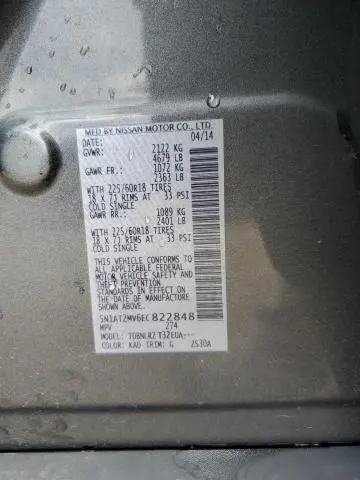 MFD BY NISSAN MOTOR CO., LTD.
DATE: 04/14
GVWR: 2122 KG
4679 LB
GAWR FR.: 1072 KG
2363 LB
WITH 225/60R18 TIRES
18 X 7J RIMS AT 33 PSI
COLD SINGLE
GAWR RR.: 1089 KG
2401 LB
WITH 225/60R18 TIRES
18 X 7J RIMS AT 33 PSI
COLD SINGLE
THIS VEHICLE CONFORMS TO
ALL APPLICABLE FEDERAL
MOTOR VEHICLE SAFETY AND
THEFT PREVENTION
STANDARDS IN EFFECT ON
THE DATE OF MANUFACTURE
SHOWN ABOVE.
5N1AT2MV6EC822848
MPV 274
TDBNLRZ T32EUA---
COLOR: KAD TRIM: G 2S30A